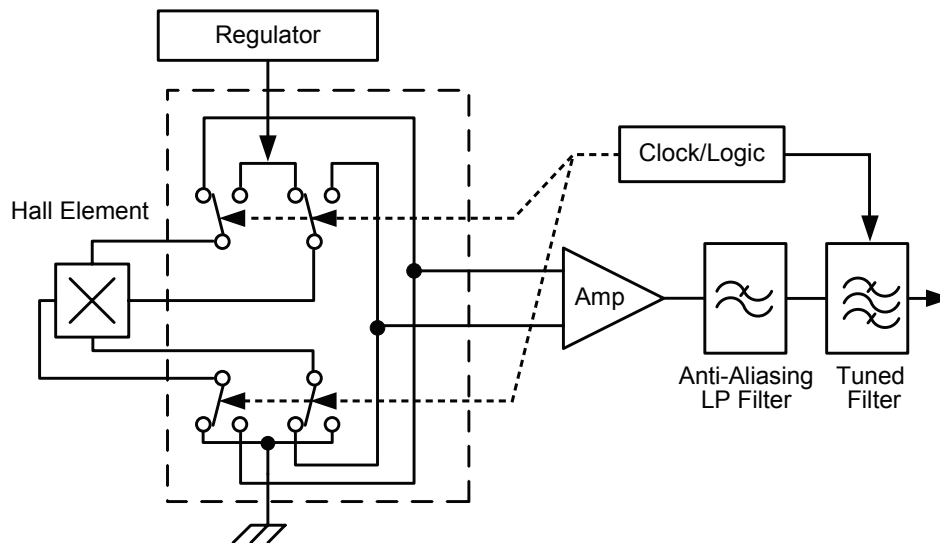 Regulator
Clock/Logic
Hall Element
Amp
Anti-Aliasing
LP Filter
Tuned
Filter